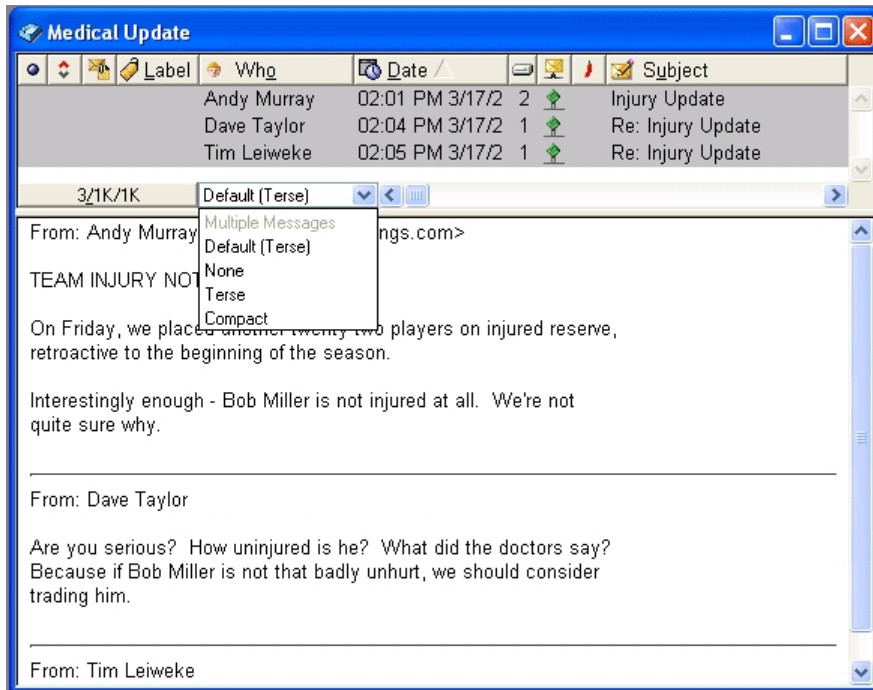 Medical Update
Label Who Date Subject
Andy Murray 02:01 PM 3/17/2 2 Injury Update
Dave Taylor 02:04 PM 3/17/2 1 Re: Injury Update
Tim Leiweke 02:05 PM 3/17/2 1 Re: Injury Update
3/1K/1K Default (Terse)
Multiple Messages
Default (Terse)
None
Terse
Compact
From: Andy Murray ngs.com>
TEAM INJURY NOT
On Friday, we placed another twenty two players on injured reserve,
retroactive to the beginning of the season.
Interestingly enough - Bob Miller is not injured at all. We're not
quite sure why.
From: Dave Taylor
Are you serious? How uninjured is he? What did the doctors say?
Because if Bob Miller is not that badly unhurt, we should consider
trading him.
From: Tim Leiweke